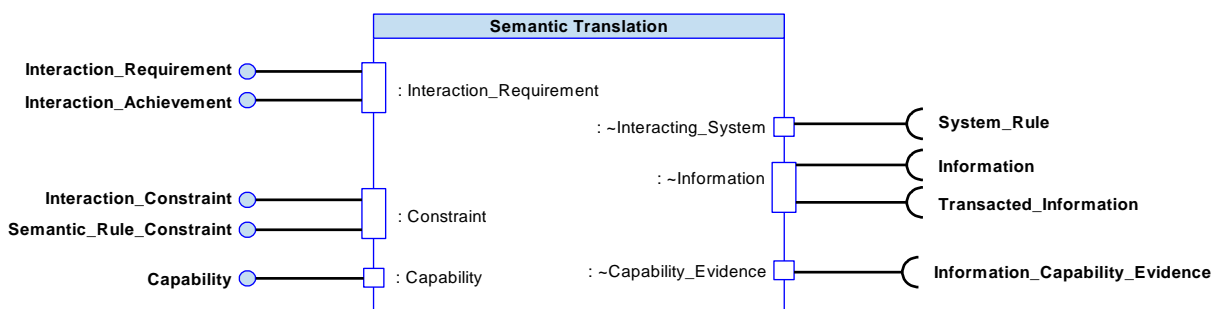 Semantic Translation
Interaction_Requirement
Interaction_Achievement
: Interaction_Requirement
: ~Interacting_System
System_Rule
: ~Information
Information
Transacted_Information
Interaction_Constraint
Semantic_Rule_Constraint
: Constraint
Capability
: Capability
: ~Capability_Evidence
Information_Capability_Evidence